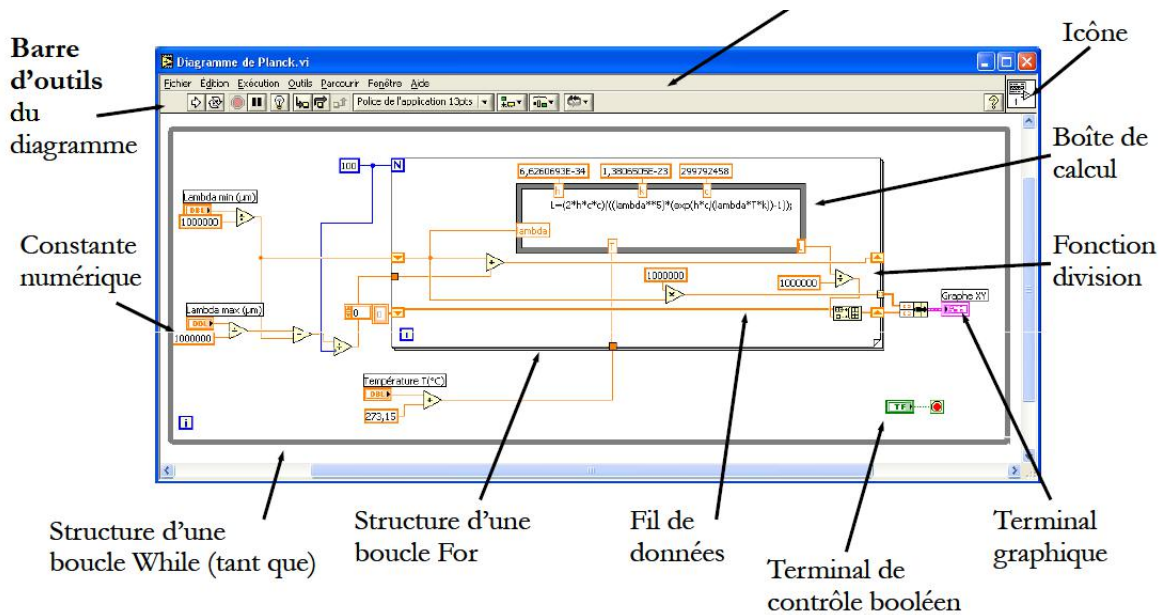 Icône
Barre
d'outils
du
diagramme
Diagramme de Planck.vi
Fichier Édition Exécution Outils Parcourir Fenêtre Aide
Police de l'application 13pts
Boîte de
calcul
100
N
6,6260693E-34
1,3806505E-23
299792458
h
k
c
L=(2*h*c*c)/((lambda**5)*(exp(h*c/(lambda*T*k))-1));
lambda
T
L
Lambda min (µm)
DBL
1000000
Constante
numérique
Fonction
division
1000000
1000000
Graphe XY
Lambda max (µm)
DBL
1000000
0
i
Température T(°C)
DBL
273,15
TF
i
Structure d'une
boucle While (tant que)
Structure d'une
boucle For
Fil de
données
Terminal
graphique
Terminal de
contrôle booléen